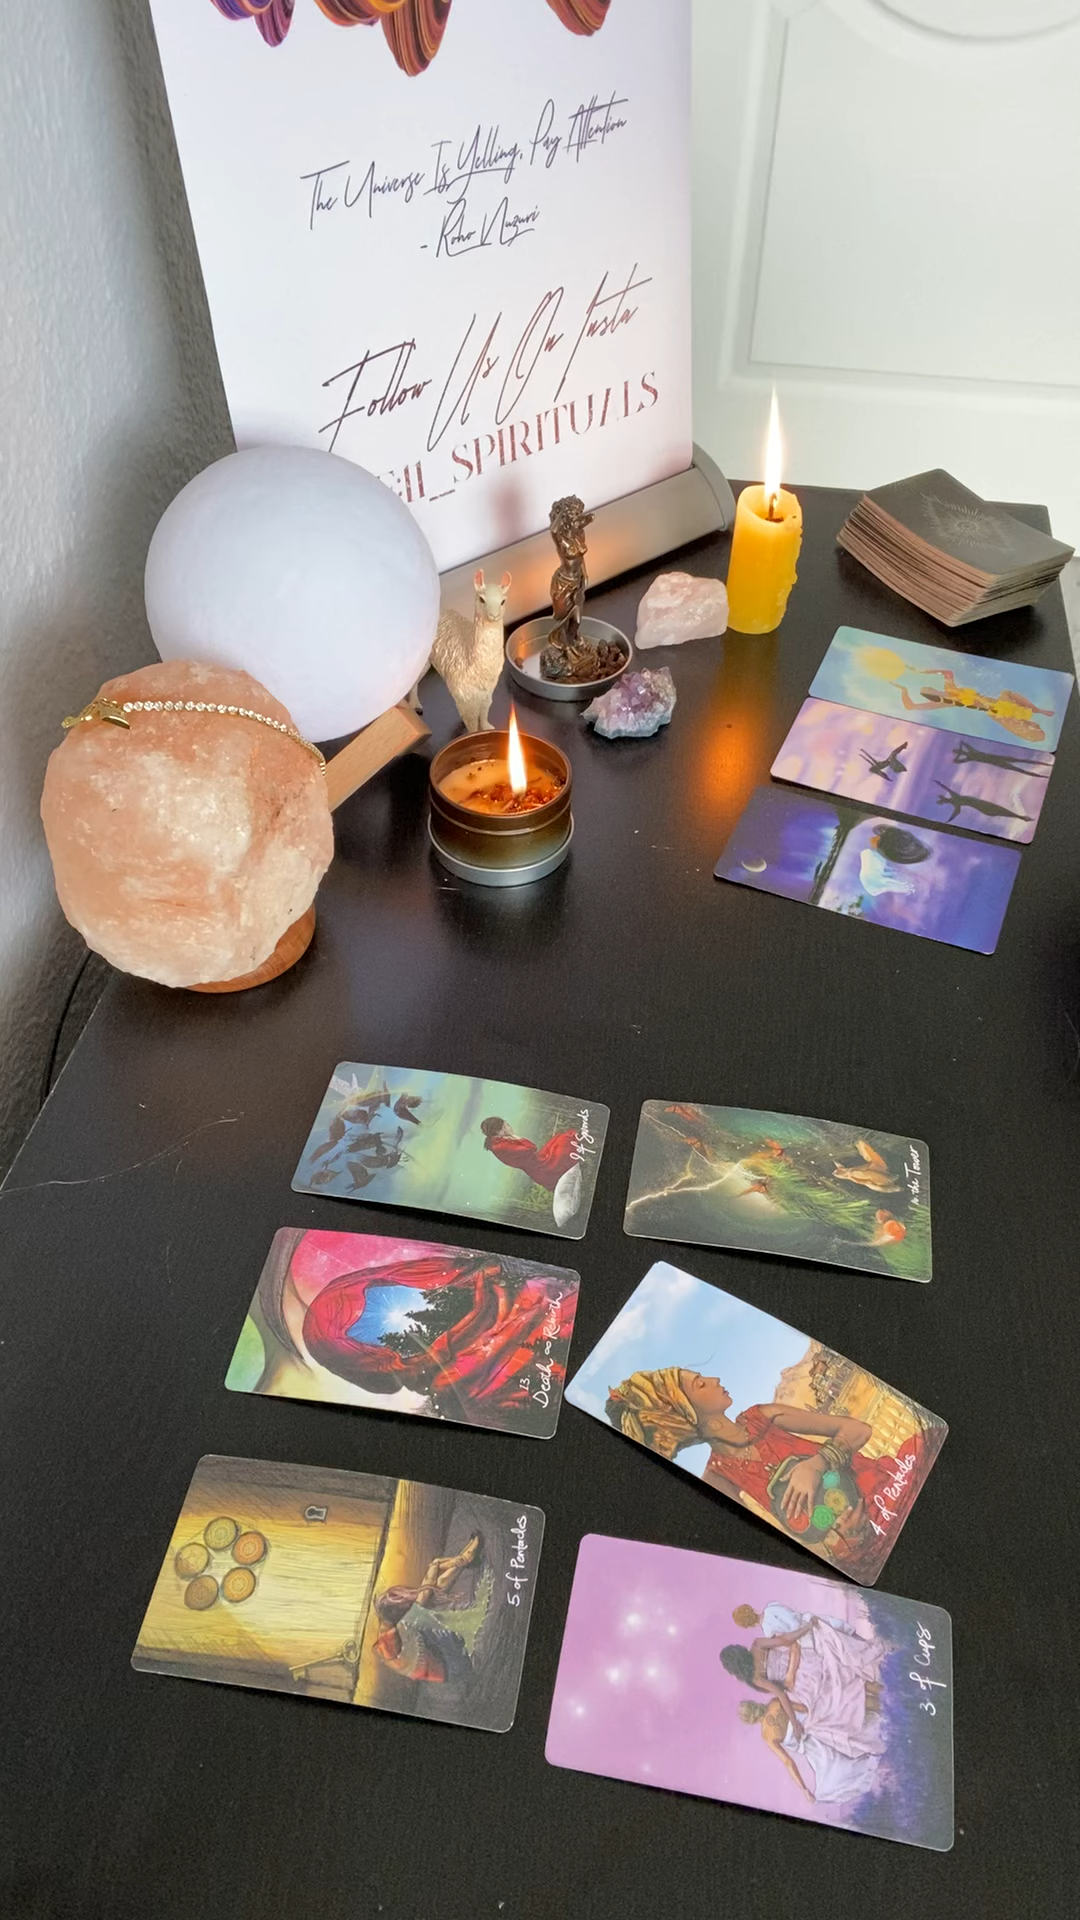 The Universe Is Yelling, Pay Attention
- Roho Nuzuri
Follow Us On Insta
SPIRITUALS
9 of Swords
the Tower
13.
Death ∞ Rebirth
4 of Pentacles
5 of Pentacles
3 of Cups